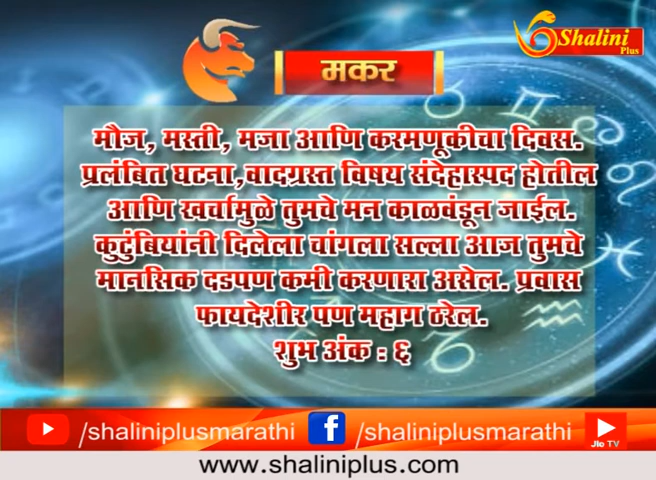 Shalini
Plus
मकर
मौज, मस्ती, मजा आणि करमणूकीचा दिवस.
प्रलंबित घटना,वादग्रस्त विषय संदेहास्पद होतील
आणि खर्चामुळे तुमचे मन काळवंडून जाईल.
कुटुंबियांनी दिलेला चांगला सल्ला आज तुमचे
मानसिक दडपण कमी करणारा असेल. प्रवास
फायदेशीर पण महाग ठरेल.
शुभ अंक : ६
/shaliniplusmarathi
f /shaliniplusmarathi
Jio TV
www.shaliniplus.com